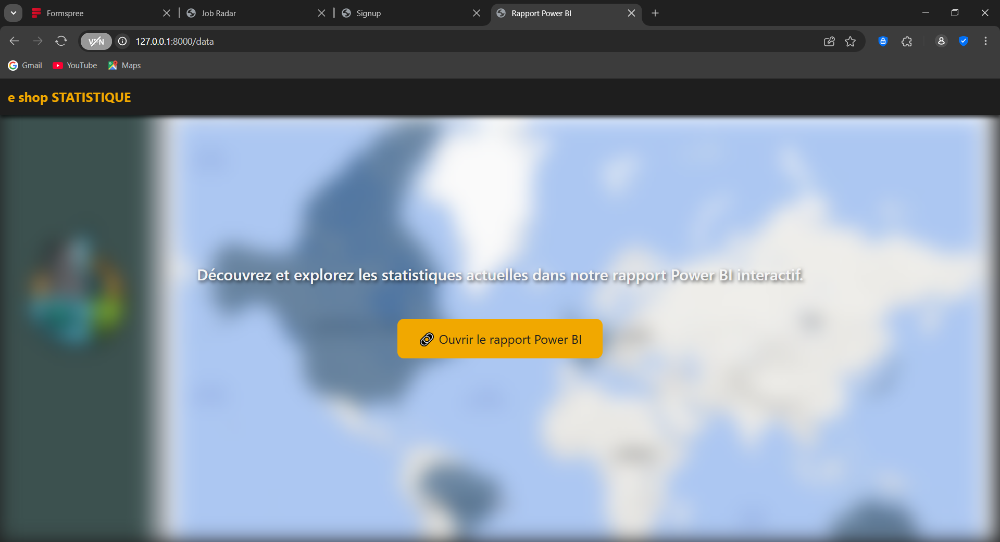 Formspree
Job Radar
Signup
Rapport Power BI
VPN
127.0.0.1:8000/data
Gmail
YouTube
Maps
e shop STATISTIQUE
Découvrez et explorez les statistiques actuelles dans notre rapport Power BI interactif.
Ouvrir le rapport Power BI